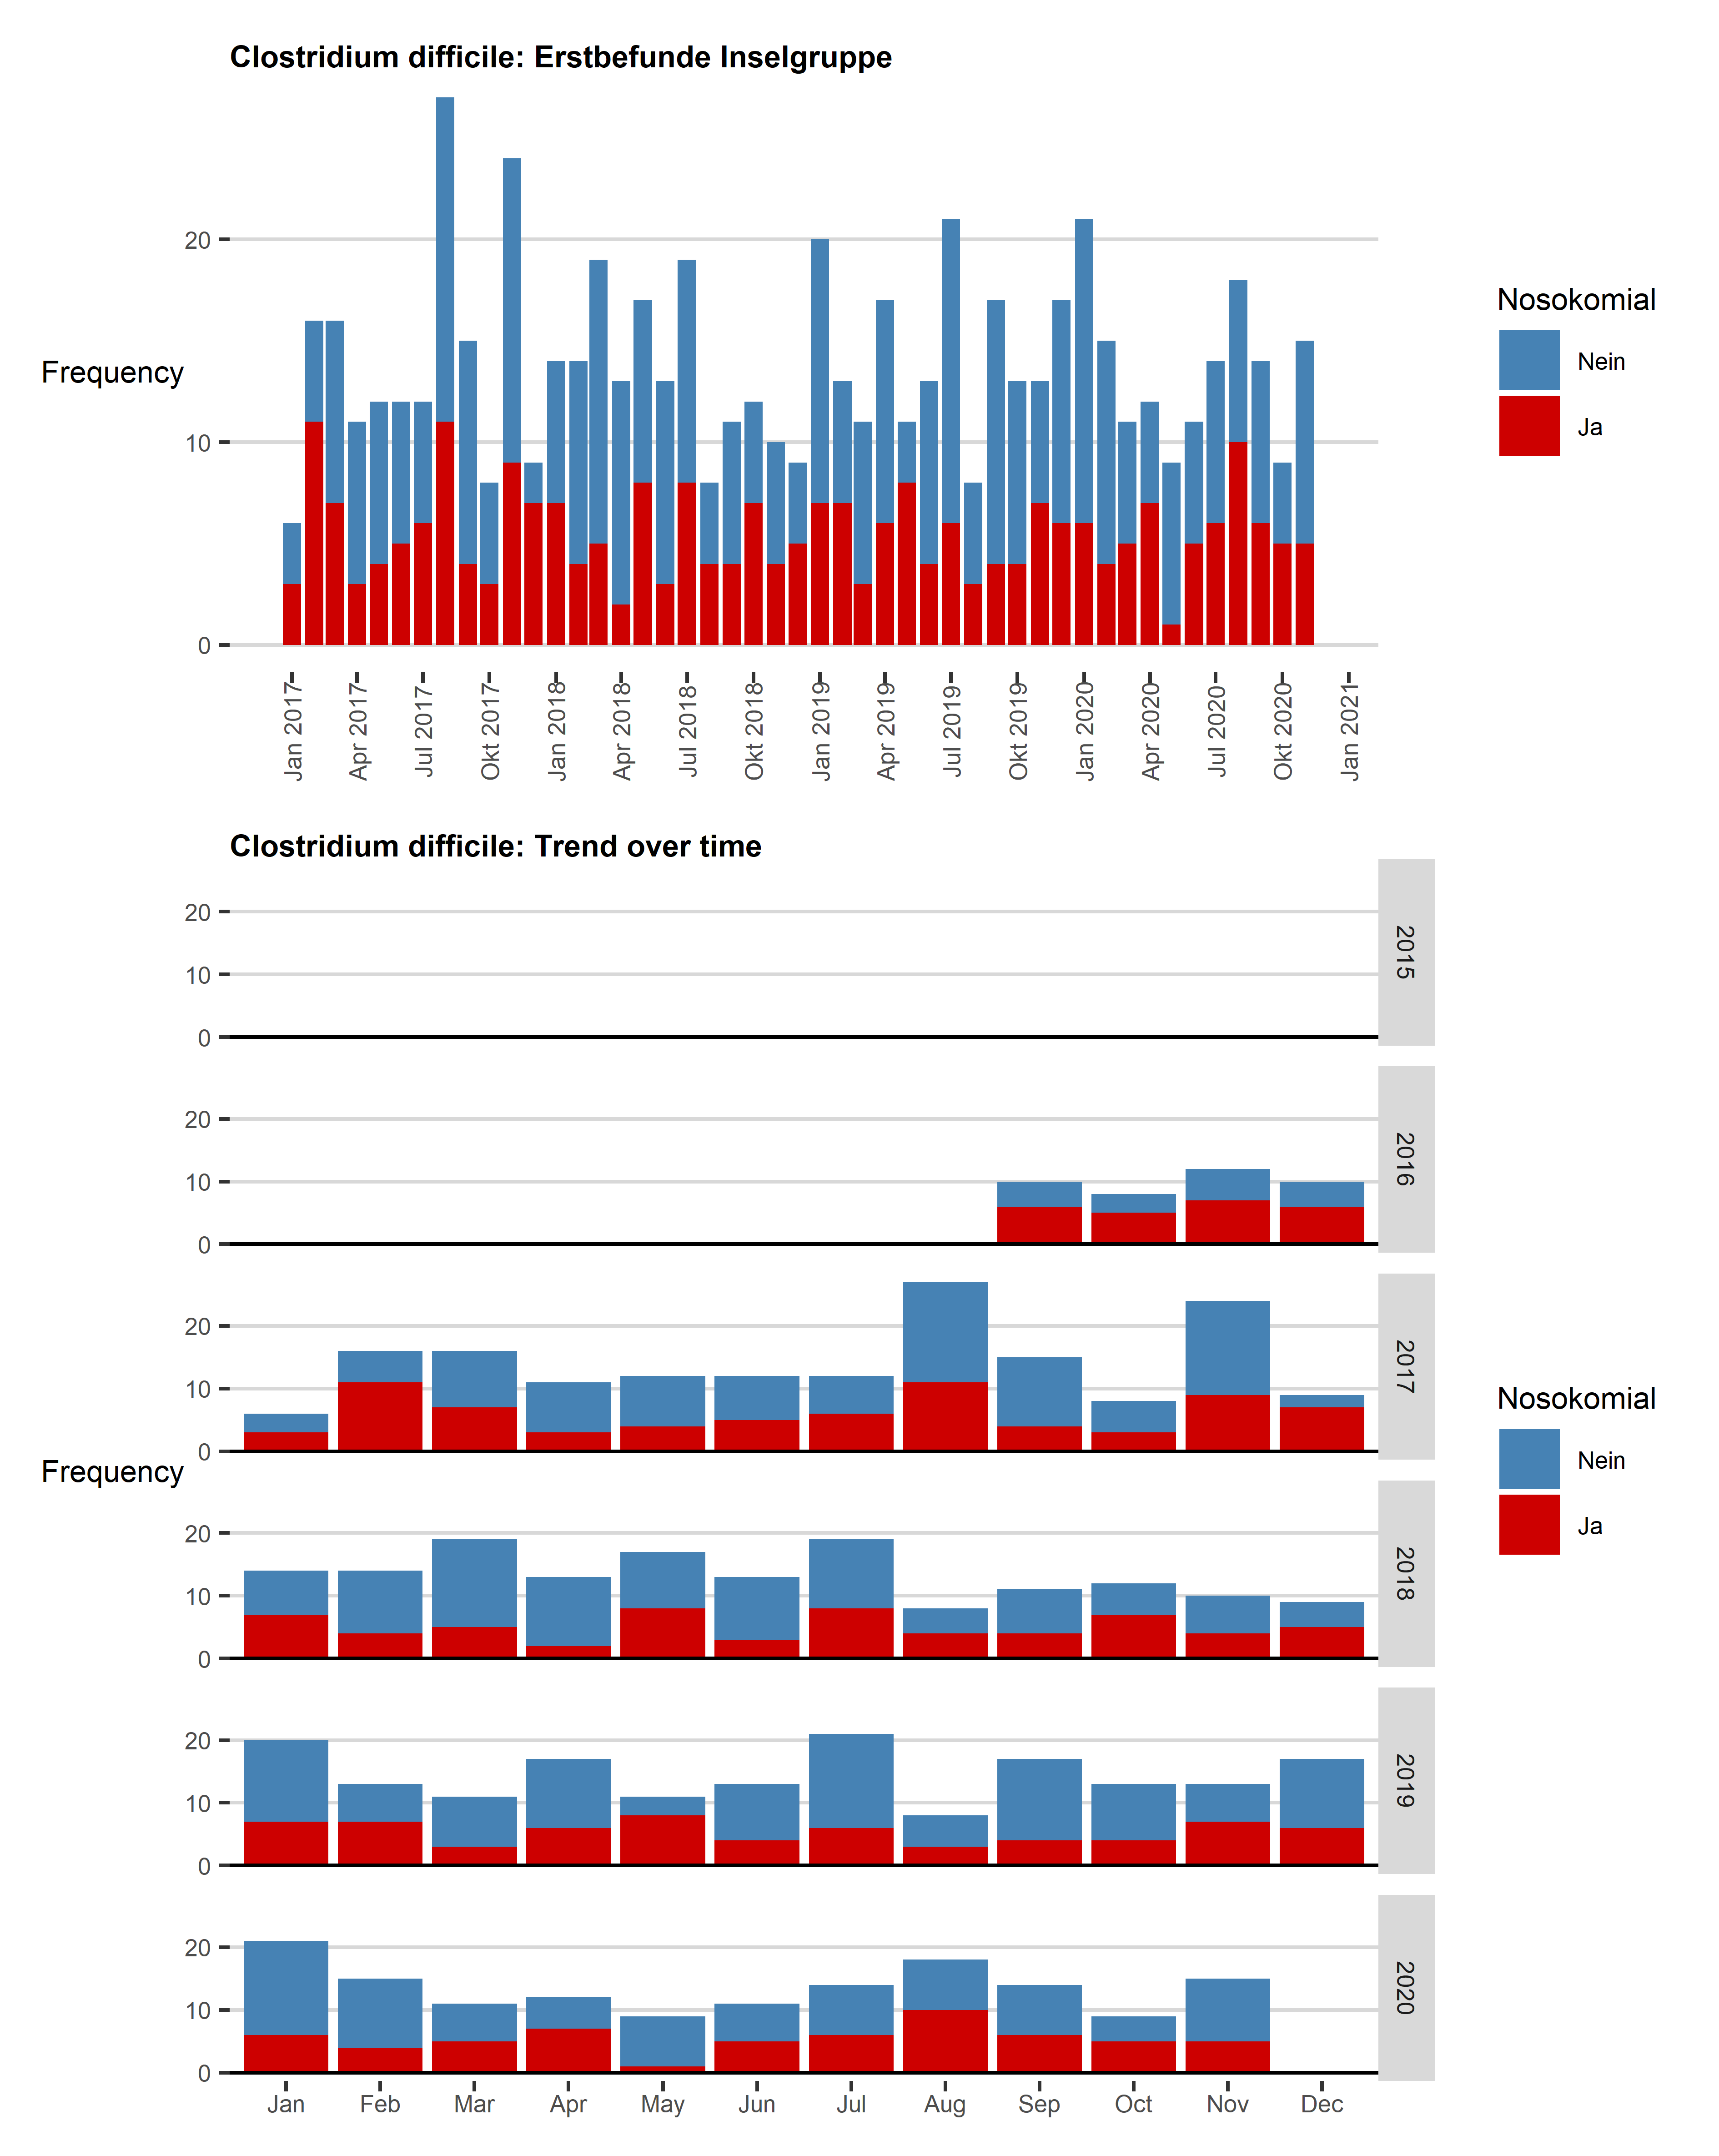 Clostridium difficile: Erstbefunde Inselgruppe
20
10
0
Frequency
Jan 2017
Apr 2017
Jul 2017
Okt 2017
Jan 2018
Apr 2018
Jul 2018
Okt 2018
Jan 2019
Apr 2019
Jul 2019
Okt 2019
Jan 2020
Apr 2020
Jul 2020
Okt 2020
Jan 2021
Nosokomial
Nein
Ja
Clostridium difficile: Trend over time
20
10
0
2015
20
10
0
2016
20
10
0
2017
Frequency
20
10
0
2018
20
10
0
2019
20
10
0
2020
Jan Feb Mar Apr May Jun Jul Aug Sep Oct Nov Dec
Nosokomial
Nein
Ja